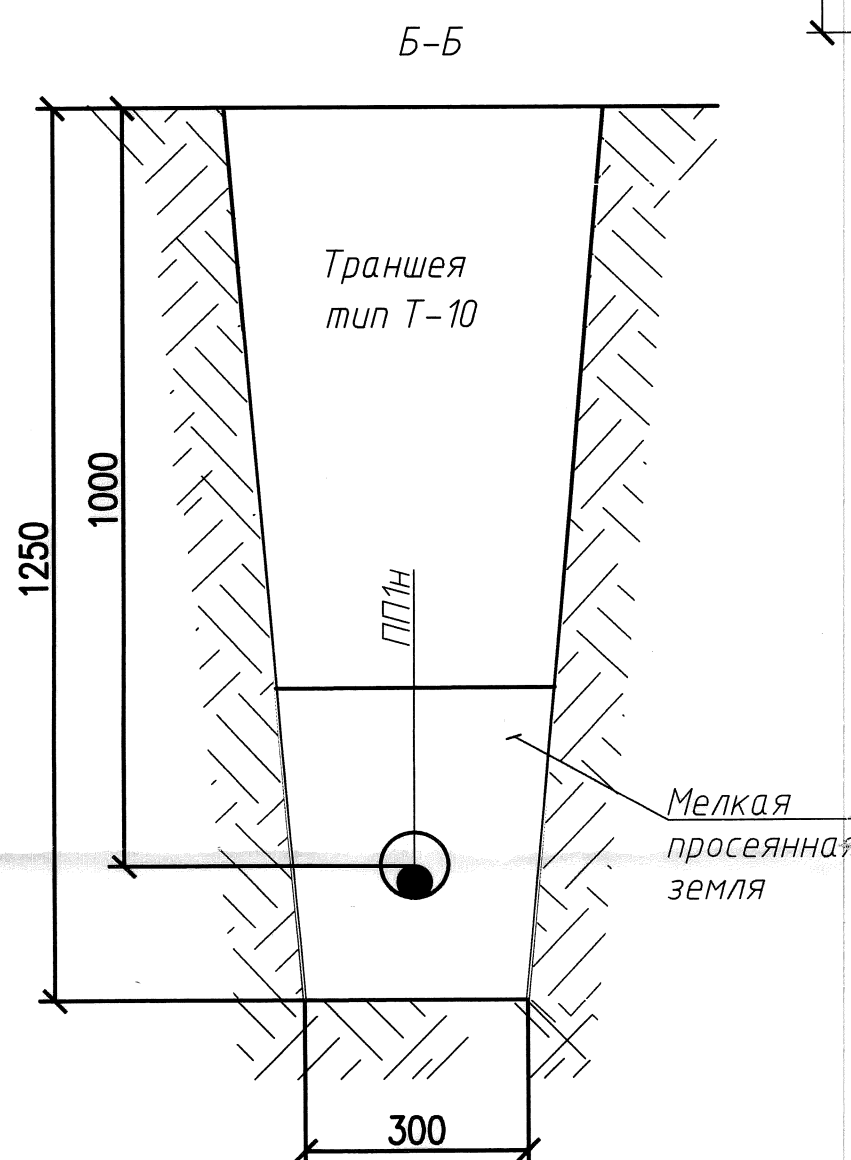 Б-Б
Траншея
тип Т-10
1000
1250
ПП1н
Мелкая
просеянная
земля
300